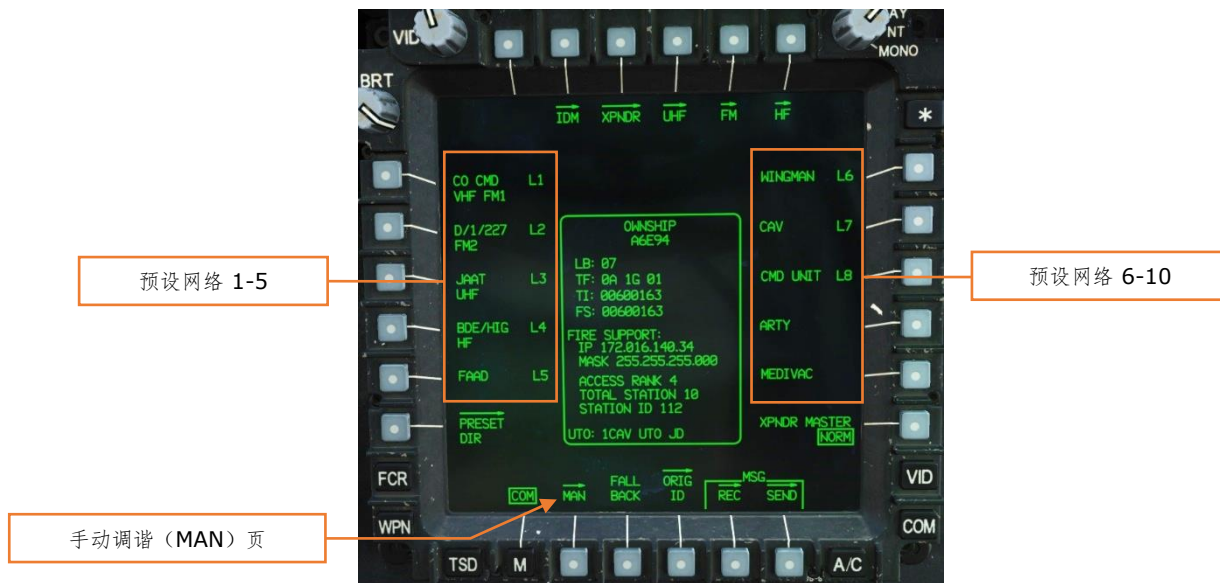 VID
AY
NT
MONO
BRT
IDM XPNDR UHF FM HF
*
CO CMD L1
VHF FM1
D/1/227 L2
FM2
JAAT L3
UHF
BDE/HIG L4
HF
FAAD L5
PRESET
DIR
OWNSHIP
A6E94
LB: 07
TF: 0A 1G 01
TI: 00600163
FS: 00600163
FIRE SUPPORT:
IP 172.016.140.34
MASK 255.255.255.000
ACCESS RANK 4
TOTAL STATION 10
STATION ID 112
UTO: 1CAV UTO JD
WINGMAN L6
CAV L7
CMD UNIT L8
ARTY
MEDIVAC
XPNDR MASTER
NORM
预设网络 1-5
预设网络 6-10
手动调谐（MAN）页
FCR
WPN
COM MAN FALL BACK ORIG ID MSG REC SEND
VID
COM
TSD M A/C